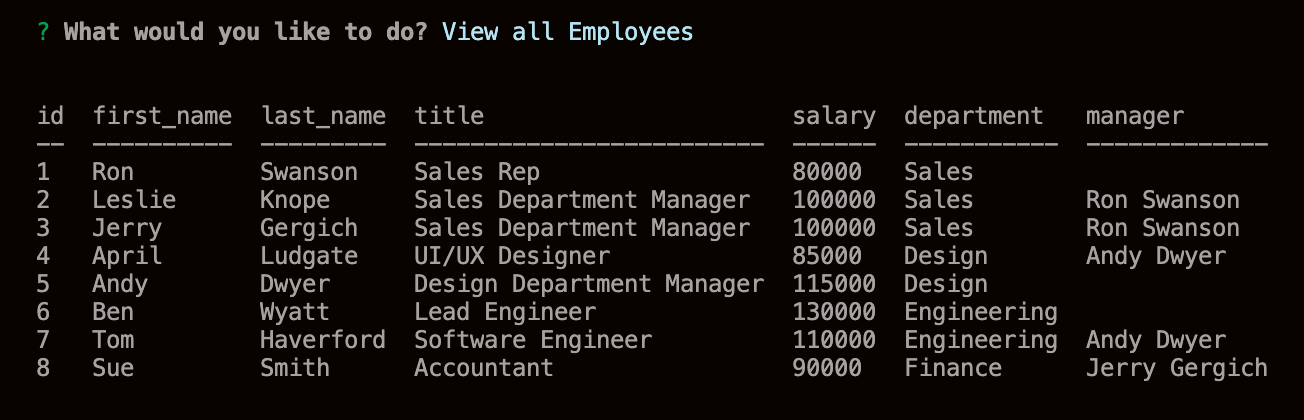 ? What would you like to do? View all Employees
id  first_name  last_name  title                      salary  department   manager
--  ----------  ---------  -------------------------  ------  -----------  -------------
1   Ron         Swanson    Sales Rep                  80000   Sales
2   Leslie      Knope      Sales Department Manager   100000  Sales        Ron Swanson
3   Jerry       Gergich    Sales Department Manager   100000  Sales        Ron Swanson
4   April       Ludgate    UI/UX Designer             85000   Design       Andy Dwyer
5   Andy        Dwyer      Design Department Manager  115000  Design
6   Ben         Wyatt      Lead Engineer              130000  Engineering
7   Tom         Haverford  Software Engineer          110000  Engineering  Andy Dwyer
8   Sue         Smith      Accountant                 90000   Finance      Jerry Gergich